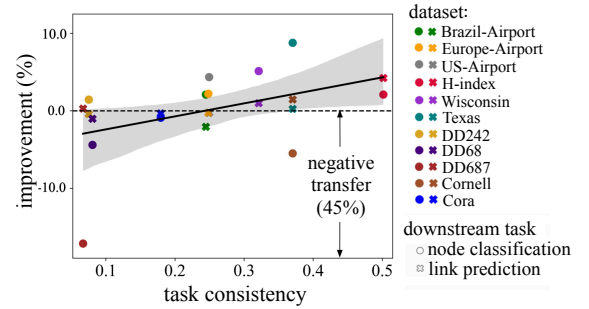 improvement (%)
10.0
0.0
-10.0
0.1
0.2
0.3
0.4
0.5
task consistency
negative
transfer
(45%)
dataset:
Brazil-Airport
Europe-Airport
US-Airport
H-index
Wisconsin
Texas
DD242
DD68
DD687
Cornell
Cora
downstream task
node classification
link prediction